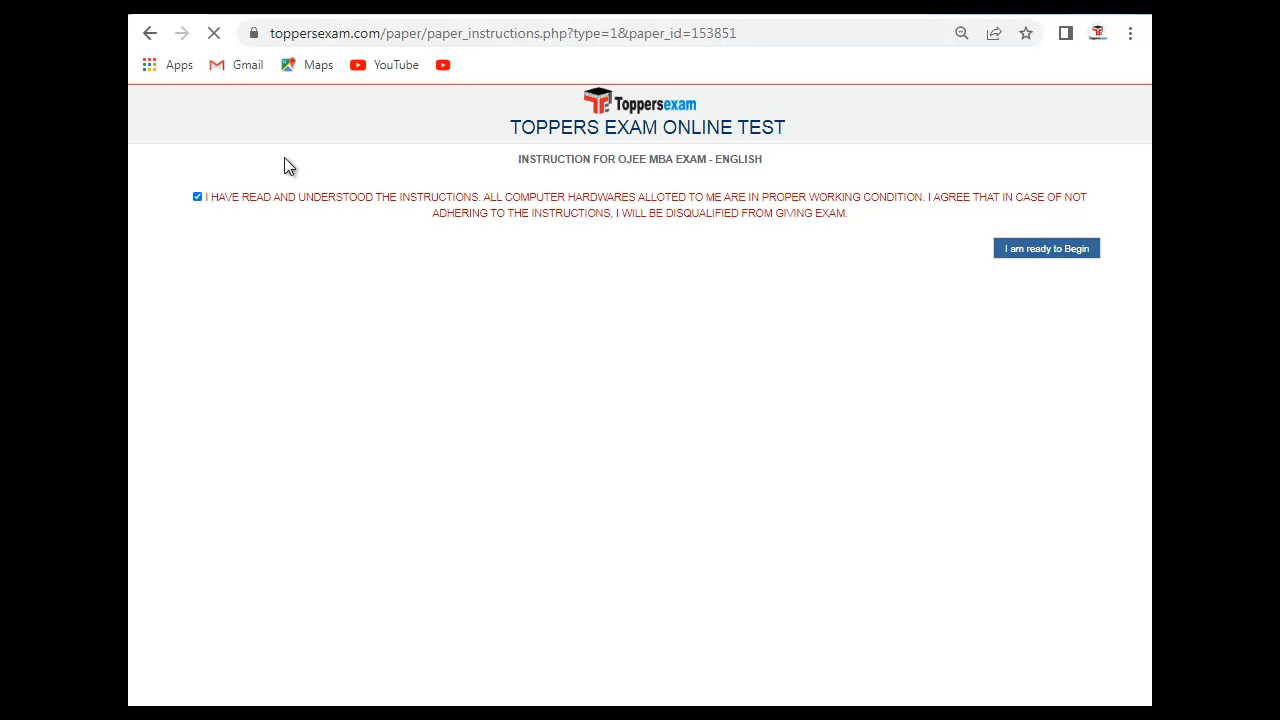 toppersexam.com/paper/paper_instructions.php?type=1&paper_id=153851
Apps Gmail Maps YouTube
Toppersexam
TOPPERS EXAM ONLINE TEST
INSTRUCTION FOR OJEE MBA EXAM - ENGLISH
I HAVE READ AND UNDERSTOOD THE INSTRUCTIONS. ALL COMPUTER HARDWARES ALLOTED TO ME ARE IN PROPER WORKING CONDITION. I AGREE THAT IN CASE OF NOT
ADHERING TO THE INSTRUCTIONS, I WILL BE DISQUALIFIED FROM GIVING EXAM.
I am ready to Begin